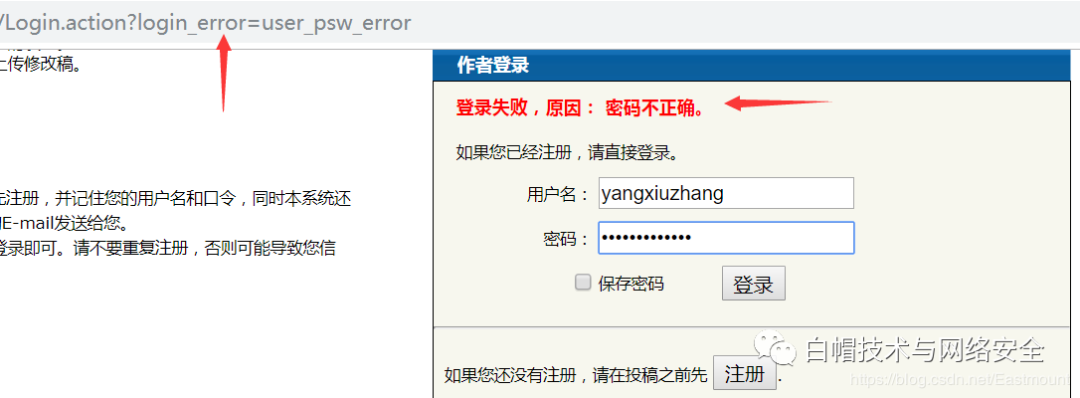 /Login.action?login_error=user_psw_error
上传修改稿。
作者登录
登录失败，原因： 密码不正确。
如果您已经注册，请直接登录。
先注册，并记住您的用户名和口令，同时本系统还
用户名： yangxiuzhang
E-mail发送给您。
密码： •••••••••••••
登录即可。请不要重复注册，否则可能导致您信
保存密码 登录
白帽技术与网络安全
如果您还没有注册，请在投稿之前先 注册 .
https://blog.csdn.net/Eastmount